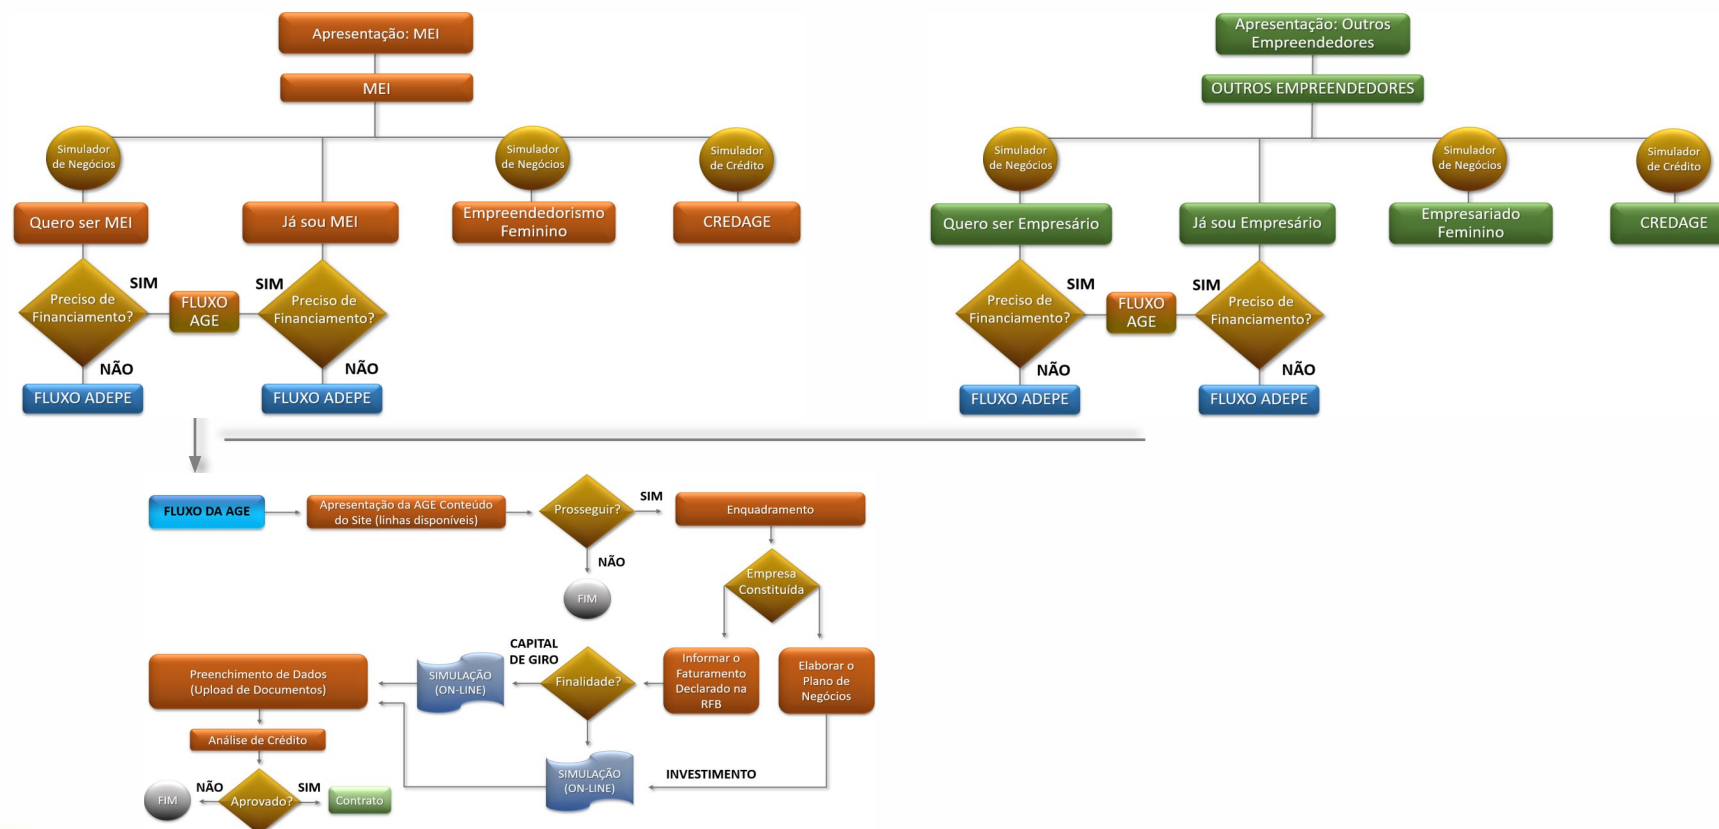 Apresentação: MEI
MEI
Simulador
de Negócios
Simulador
de Negócios
Simulador
de Crédito
Quero ser MEI
Já sou MEI
Empreendedorismo
Feminino
CREDAGE
Preciso de
Financiamento?
SIM
FLUXO
AGE
SIM
Preciso de
Financiamento?
NÃO
NÃO
FLUXO ADEPE
FLUXO ADEPE
Apresentação: Outros
Empreendedores
OUTROS EMPREENDEDORES
Simulador
de Negócios
Simulador
de Negócios
Simulador
de Crédito
Quero ser Empresário
Já sou Empresário
Empresariado
Feminino
CREDAGE
Preciso de
Financiamento?
SIM
FLUXO
AGE
SIM
Preciso de
Financiamento?
NÃO
NÃO
FLUXO ADEPE
FLUXO ADEPE
FLUXO DA AGE
Apresentação da AGE Conteúdo
do Site (linhas disponíveis)
Prosseguir?
SIM
Enquadramento
NÃO
FIM
Empresa
Constituída
CAPITAL
DE GIRO
Preenchimento de Dados
(Upload de Documentos)
SIMULAÇÃO
(ON-LINE)
Finalidade?
Informar o
Faturamento
Declarado na
RFB
Elaborar o
Plano de
Negócios
Análise de Crédito
SIMULAÇÃO
(ON-LINE)
INVESTIMENTO
FIM
NÃO
Aprovado?
SIM
Contrato